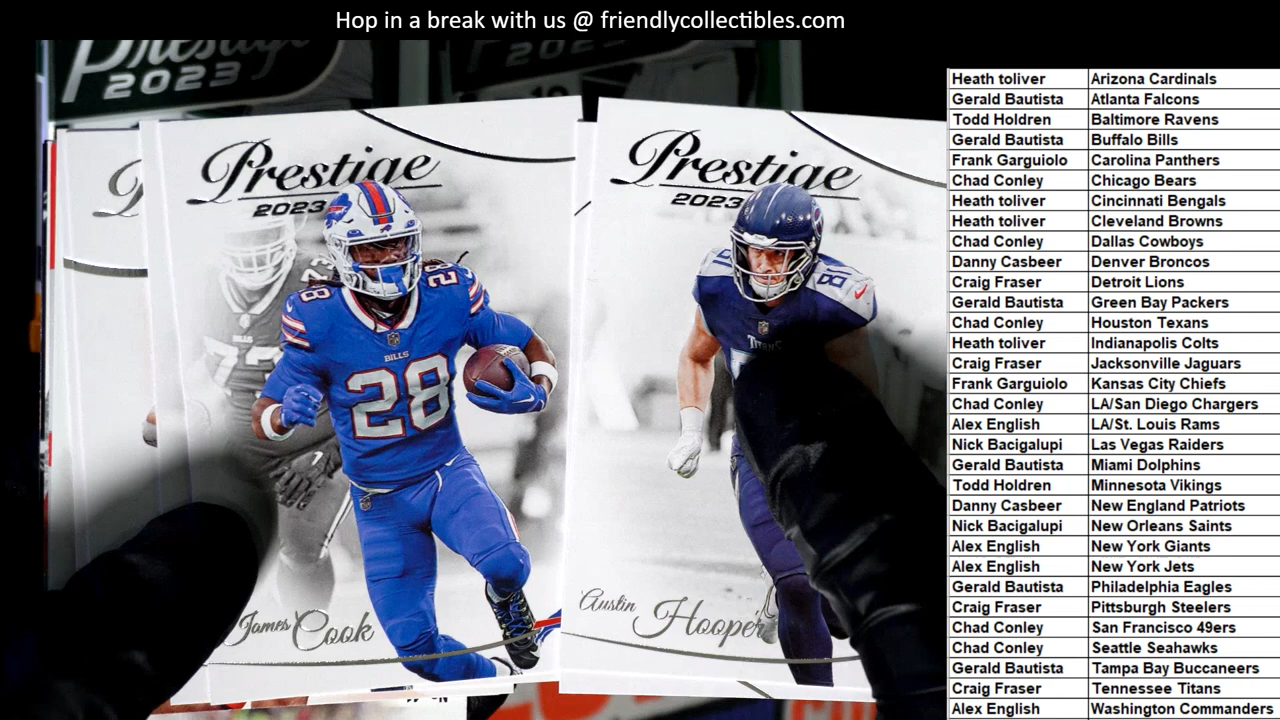 Hop in a break with us @ friendlycollectibles.com
Prestige
2023
2023
Prestige
2023
28
28
BILLS
28
James Cook
Prestige
2023
81
TITANS
Austin Hooper
Heath toliver Arizona Cardinals
Gerald Bautista Atlanta Falcons
Todd Holdren Baltimore Ravens
Gerald Bautista Buffalo Bills
Frank Garguiolo Carolina Panthers
Chad Conley Chicago Bears
Heath toliver Cincinnati Bengals
Heath toliver Cleveland Browns
Chad Conley Dallas Cowboys
Danny Casbeer Denver Broncos
Craig Fraser Detroit Lions
Gerald Bautista Green Bay Packers
Chad Conley Houston Texans
Heath toliver Indianapolis Colts
Craig Fraser Jacksonville Jaguars
Frank Garguiolo Kansas City Chiefs
Chad Conley LA/San Diego Chargers
Alex English LA/St. Louis Rams
Nick Bacigalupi Las Vegas Raiders
Gerald Bautista Miami Dolphins
Todd Holdren Minnesota Vikings
Danny Casbeer New England Patriots
Nick Bacigalupi New Orleans Saints
Alex English New York Giants
Alex English New York Jets
Gerald Bautista Philadelphia Eagles
Craig Fraser Pittsburgh Steelers
Chad Conley San Francisco 49ers
Chad Conley Seattle Seahawks
Gerald Bautista Tampa Bay Buccaneers
Craig Fraser Tennessee Titans
Alex English Washington Commanders